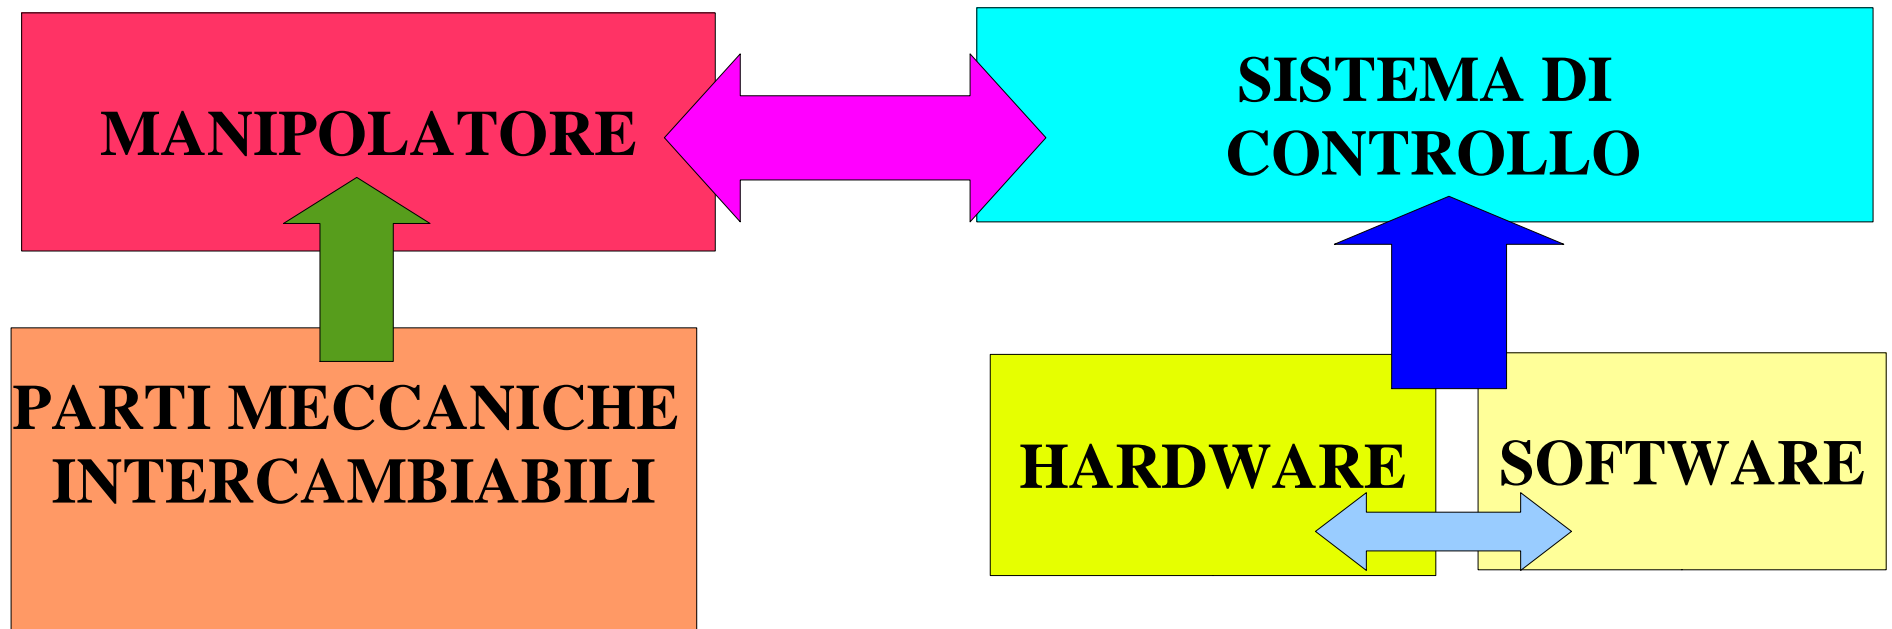 MANIPOLATORE
SISTEMA DI
CONTROLLO
PARTI MECCANICHE
INTERCAMBIABILI
HARDWARE
SOFTWARE